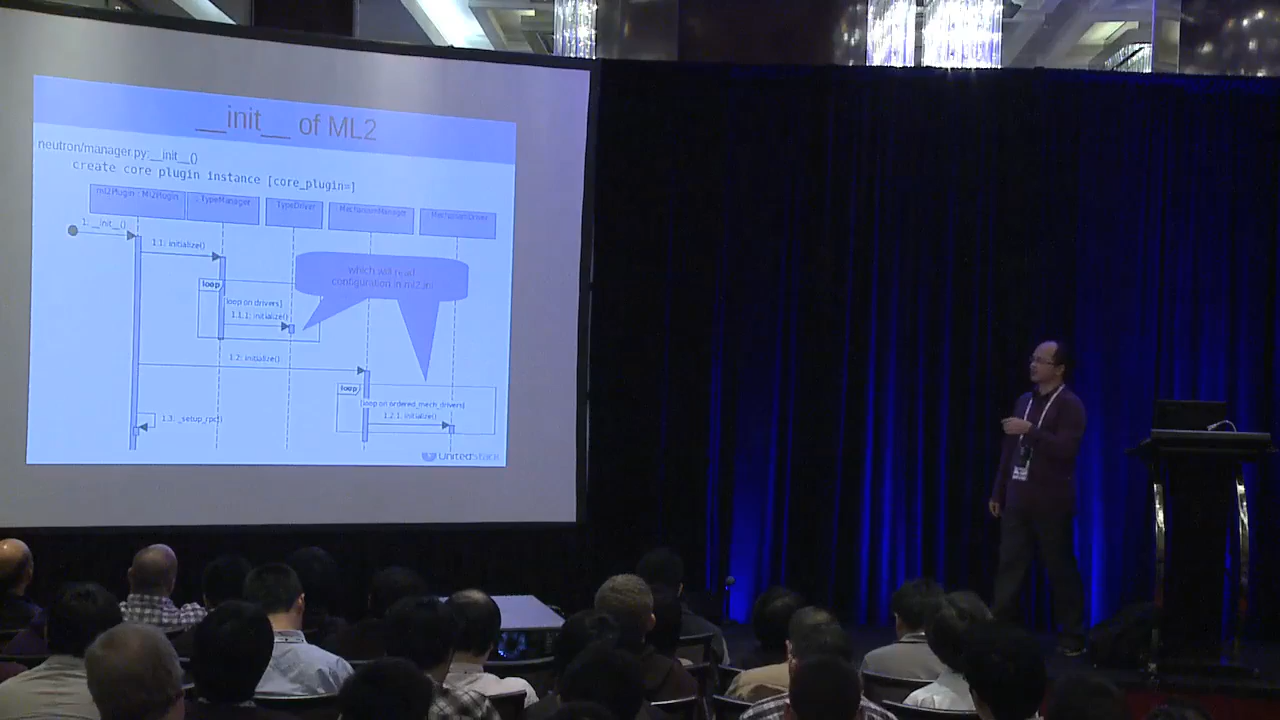 __init__ of ML2
neutron/manager.py:__init__()
create core plugin instance [core_plugin=]
ml2Plugin : Ml2Plugin
: TypeManager
TypeDriver
MechanismManager
MechanismDriver
1: __init__()
1.1: initialize()
which will read
configuration in ml2.ini
loop
loop on drivers]
1.1.1: initialize()
1.2: initialize()
loop
[loop on ordered_mech_drivers]
1.2.1: initialize()
1.3: _setup_rpc()
UnitedStack